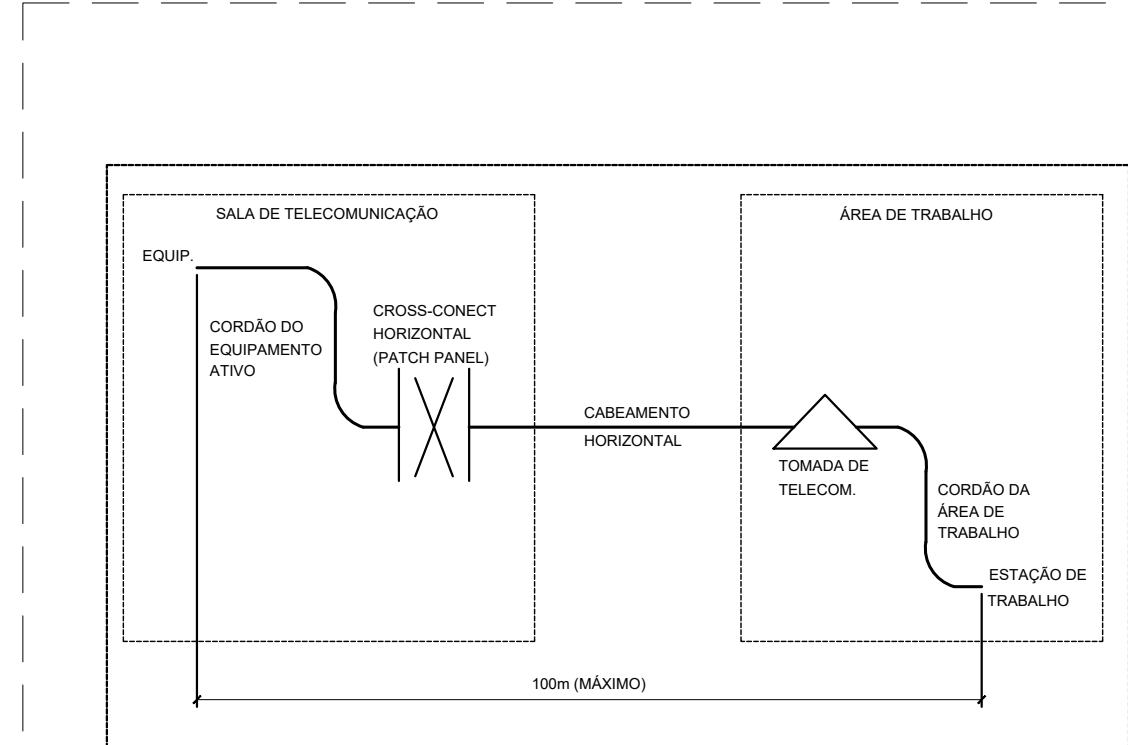 SALA DE TELECOMUNICAÇÃO
ÁREA DE TRABALHO
EQUIP.
CORDÃO DO
EQUIPAMENTO
ATIVO
CROSS-CONECT
HORIZONTAL
(PATCH PANEL)
CABEAMENTO
HORIZONTAL
TOMADA DE
TELECOM.
CORDÃO DA
ÁREA DE
TRABALHO
ESTAÇÃO DE
TRABALHO
100m (MÁXIMO)